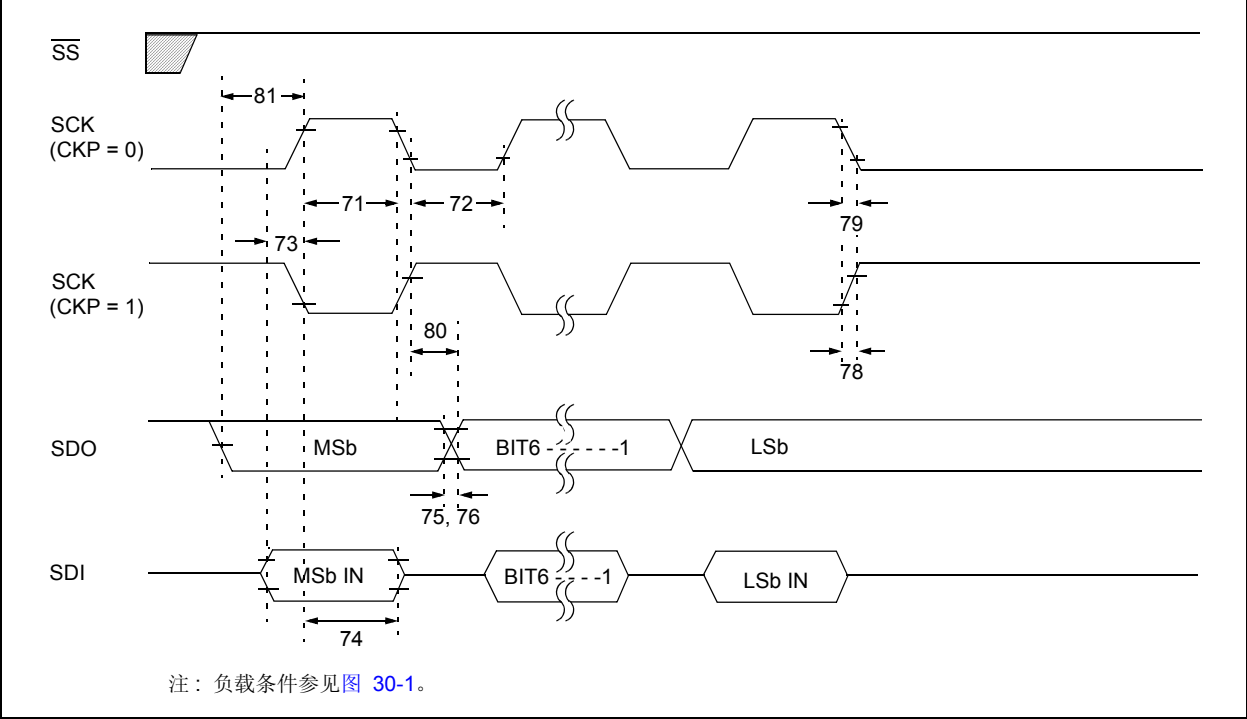 SS
81
SCK
(CKP = 0)
71
72
79
73
SCK
(CKP = 1)
80
78
SDO
MSb
BIT6 - - - - - -1
LSb
75, 76
SDI
MSb IN
BIT6 - - - -1
LSb IN
74
注: 负载条件参见图 30-1。